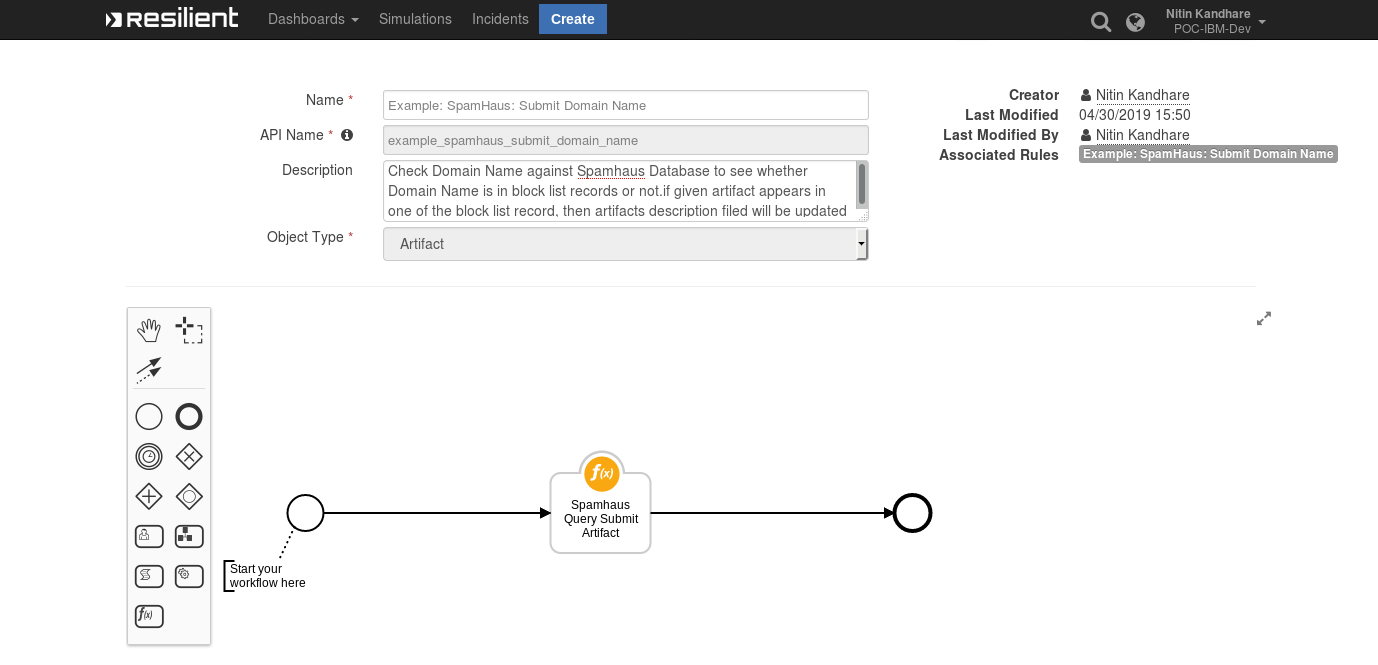 resilient Dashboards Simulations Incidents Create Nitin Kandhare
POC-IBM-Dev
Name * Example: SpamHaus: Submit Domain Name
API Name * example_spamhaus_submit_domain_name
Description Check Domain Name against Spamhaus Database to see whether
Domain Name is in block list records or not.if given artifact appears in
one of the block list record, then artifacts description filed will be updated
Object Type * Artifact
Creator Nitin Kandhare
Last Modified 04/30/2019 15:50
Last Modified By Nitin Kandhare
Associated Rules Example: SpamHaus: Submit Domain Name
f(x)
Spamhaus
Query Submit
Artifact
Start your
workflow here
f(x)